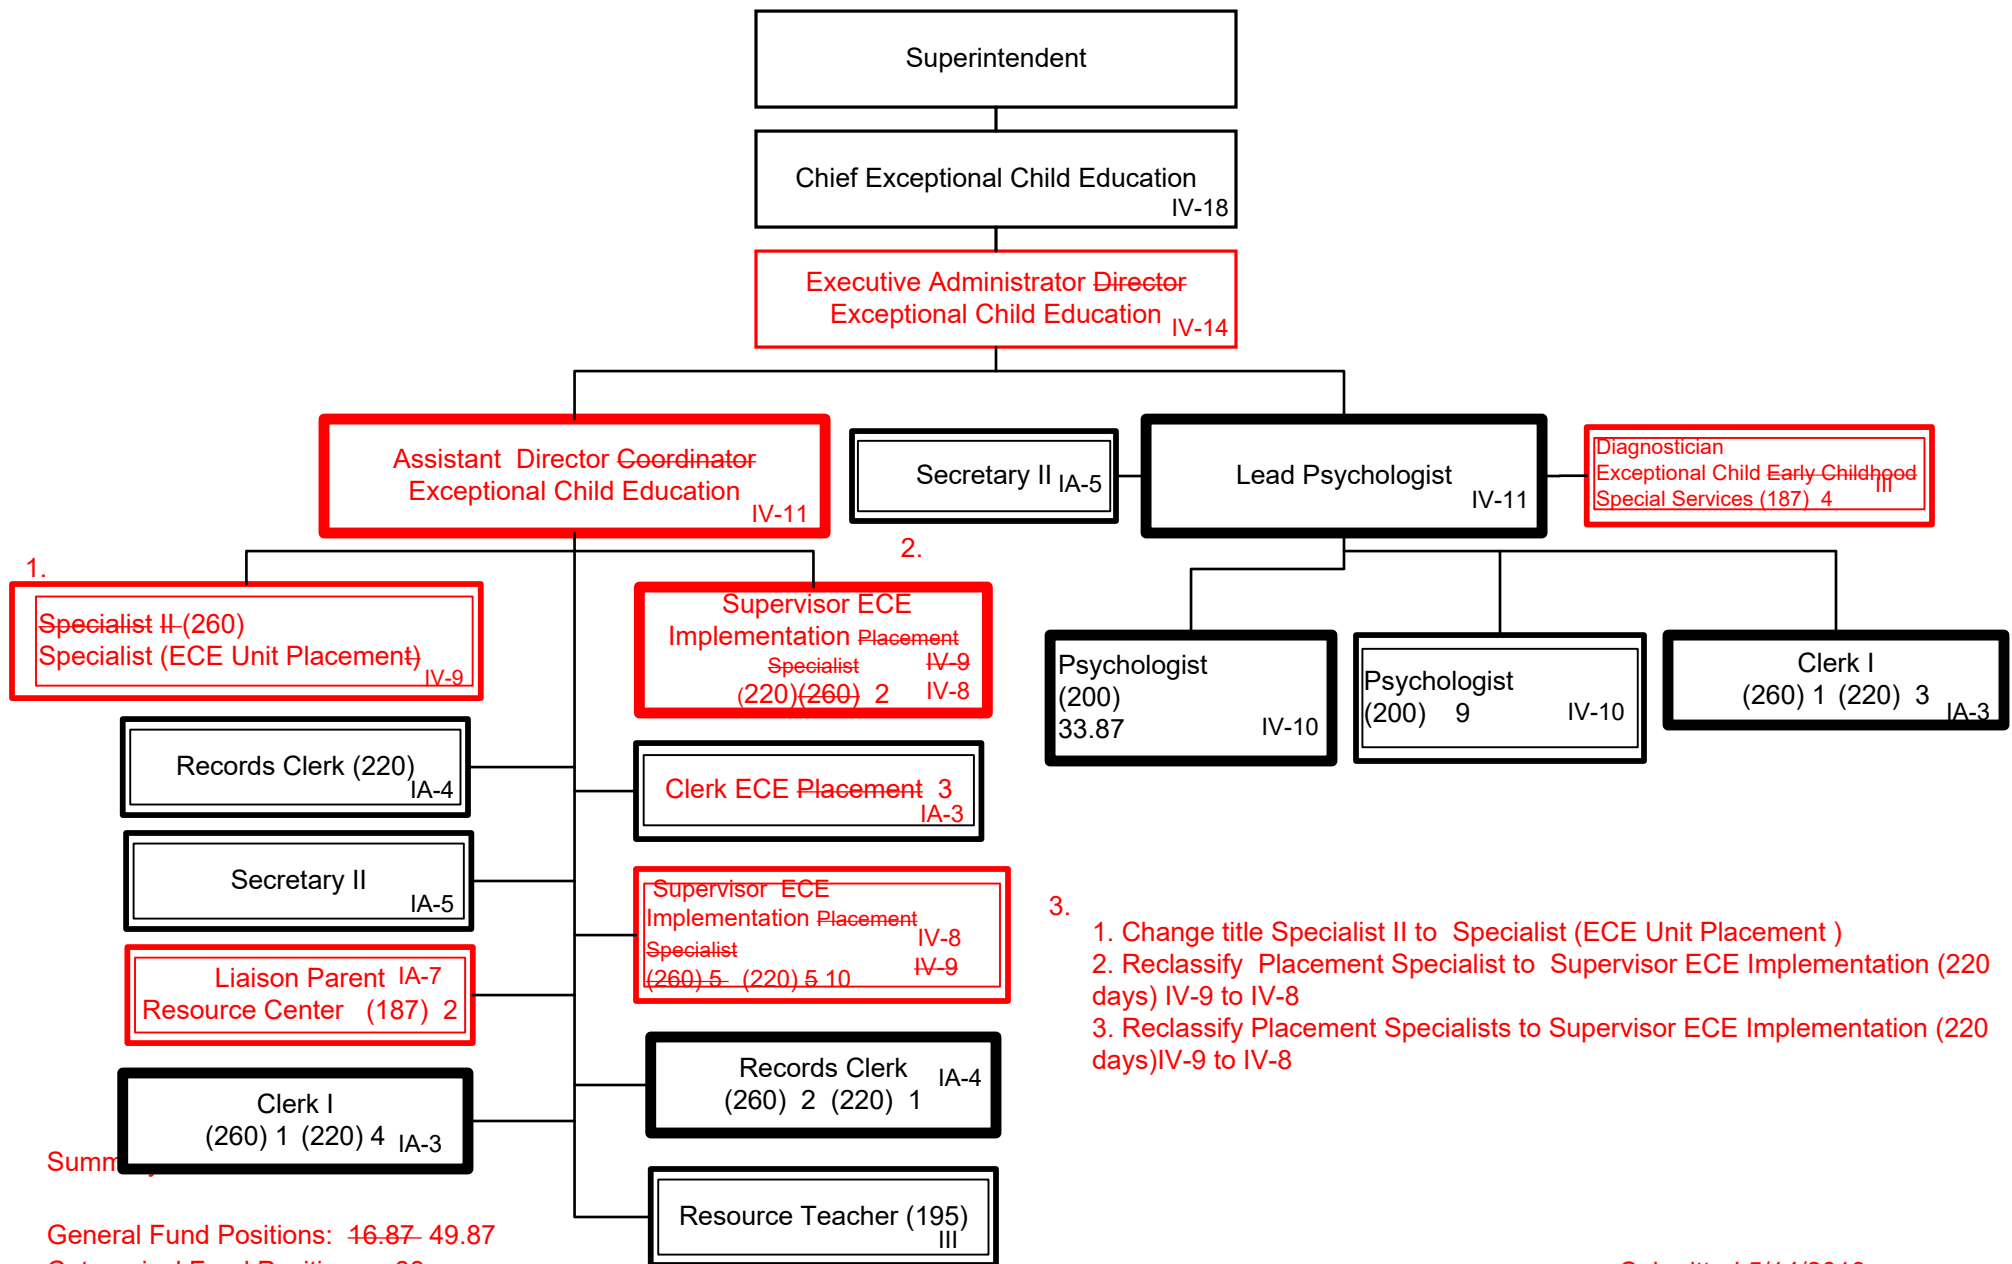 Superintendent
Chief Exceptional Child Education
IV-18
Executive Administrator Director
Exceptional Child Education
IV-14
Assistant Director Coordinator
Exceptional Child Education
IV-11
Secretary II IA-5
Lead Psychologist
IV-11
Diagnostician
Exceptional Child Early Childhood
III
Special Services (187) 4
1.
Specialist II (260)
Specialist (ECE Unit Placement)
IV-9
2.
Supervisor ECE
Implementation Placement
Specialist IV-9
(220)(260) 2 IV-8
Psychologist
(200)
33.87 IV-10
Psychologist
(200) 9 IV-10
Clerk I
(260) 1 (220) 3
IA-3
Records Clerk (220)
IA-4
Clerk ECE Placement 3
IA-3
Secretary II
IA-5
Supervisor ECE
Implementation Placement
IV-8
Specialist
IV-9
(260) 5 (220) 5 10
Liaison Parent IA-7
Resource Center (187) 2
Records Clerk IA-4
(260) 2 (220) 1
Clerk I
(260) 1 (220) 4 IA-3
Resource Teacher (195)
III
3.
1. Change title Specialist II to Specialist (ECE Unit Placement )
2. Reclassify Placement Specialist to Supervisor ECE Implementation (220
days) IV-9 to IV-8
3. Reclassify Placement Specialists to Supervisor ECE Implementation (220
days)IV-9 to IV-8
General Fund Positions: 16.87 49.87